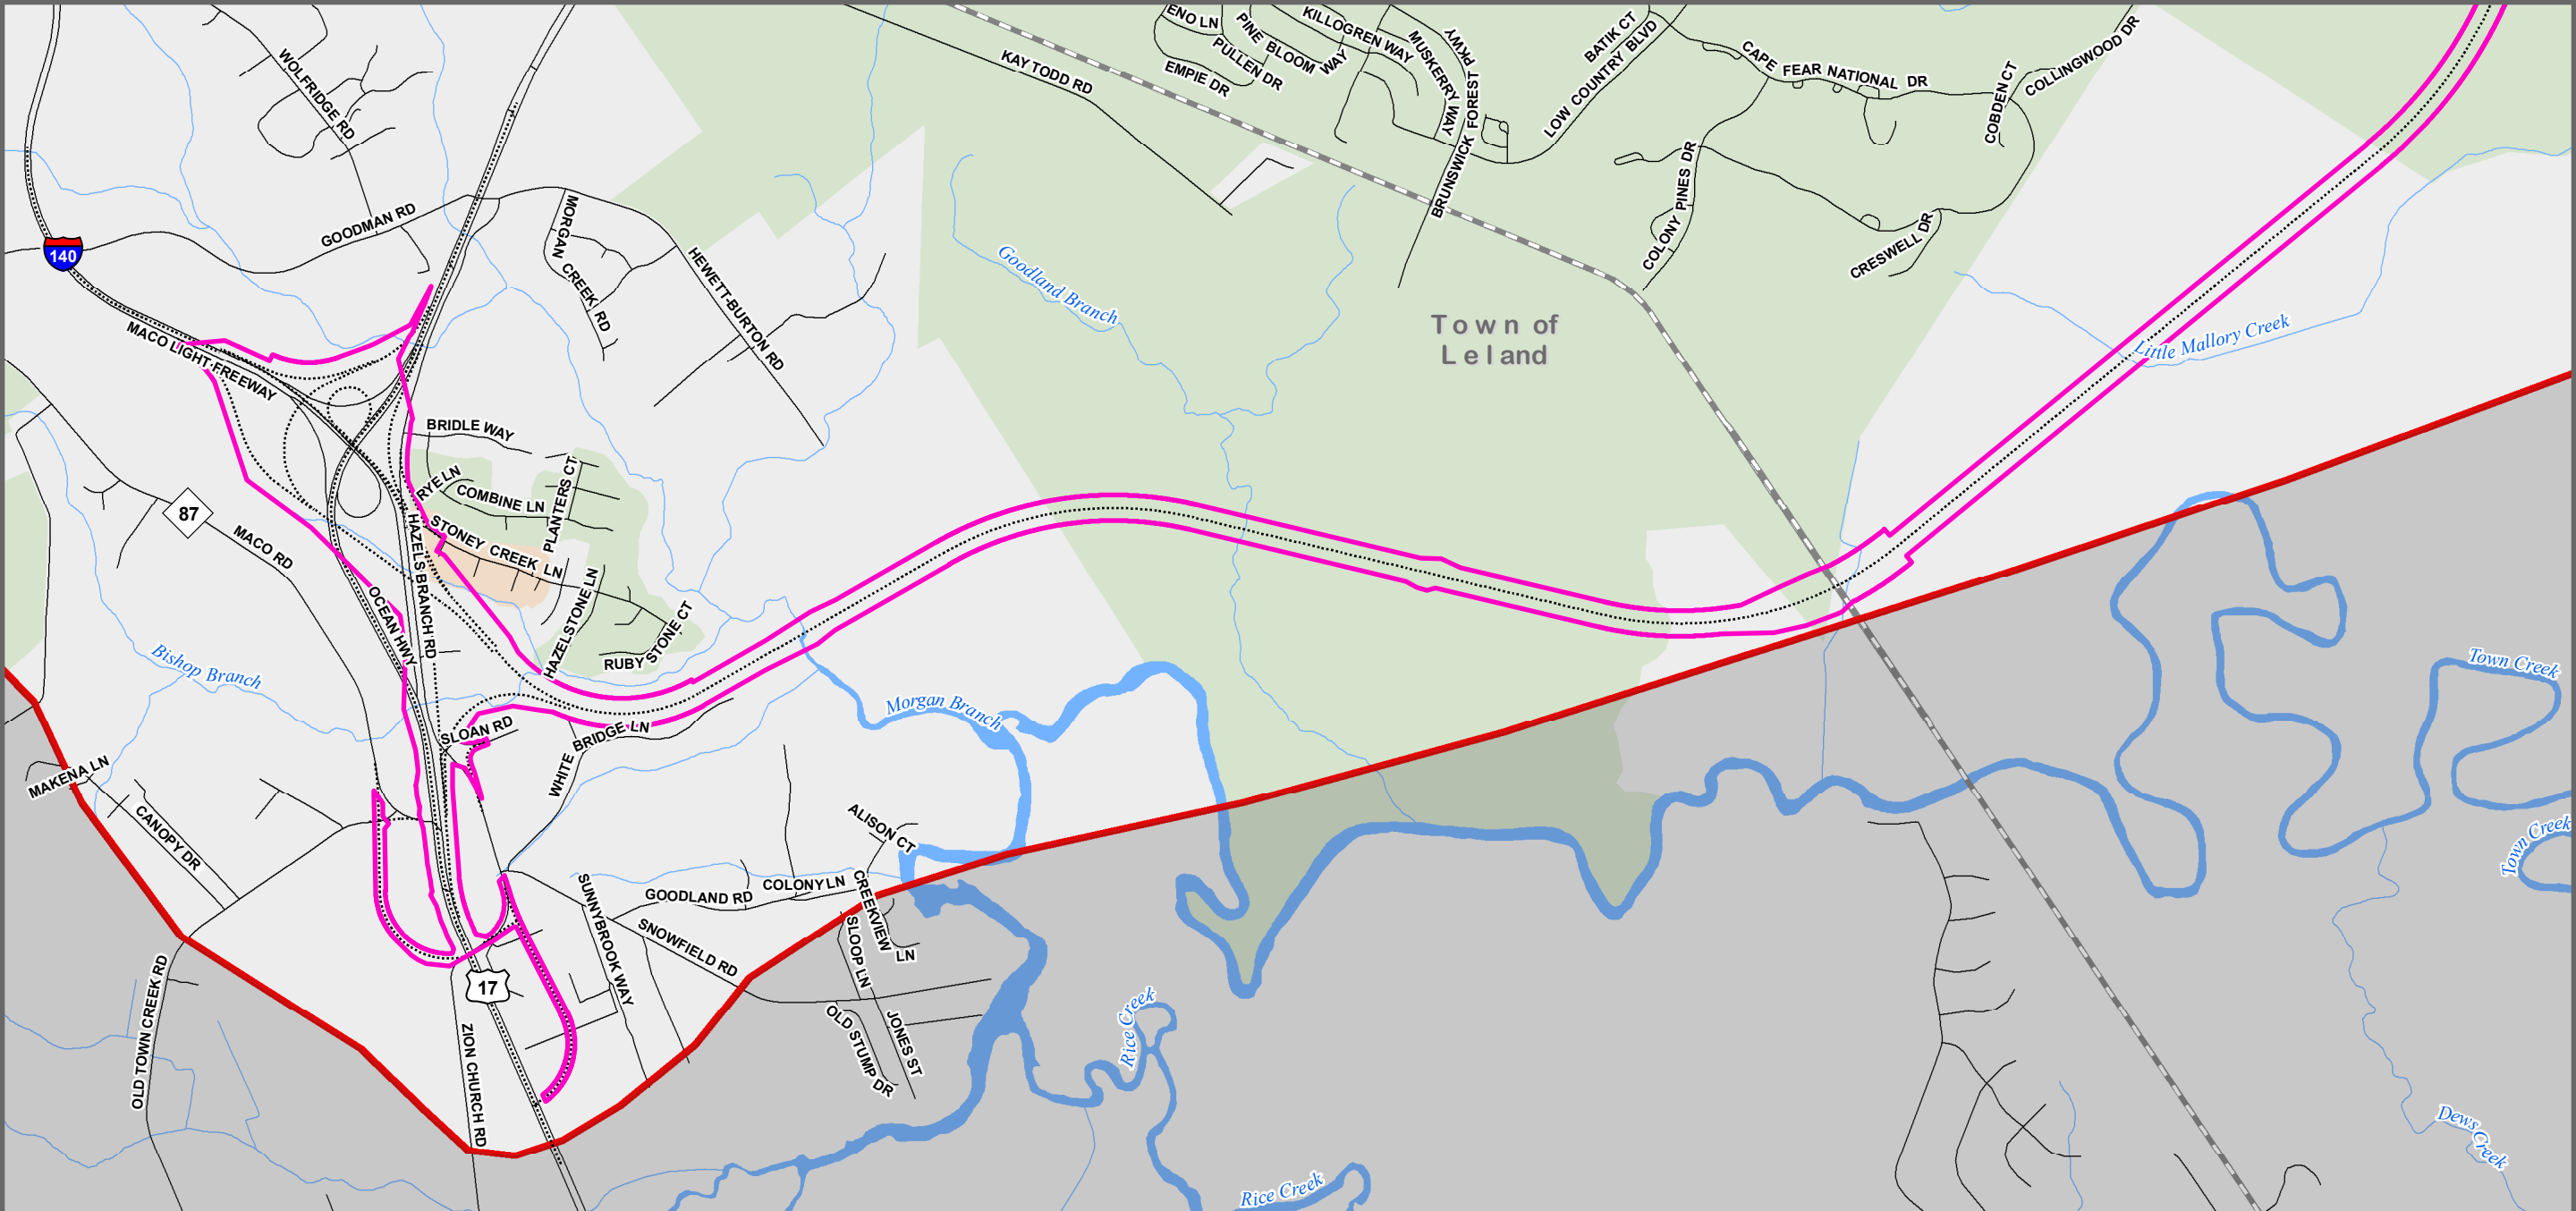 ENO LN
PINE BLOOM WAY
PULLEN DR
EMPIE DR
KILLOGREN WAY
MUSKERRY WAY
BRUNSWICK FOREST PKWY
BATIK CT
LOW COUNTRY BLVD
CAPE FEAR NATIONAL DR
COLLINGWOOD DR
COBDEN CT
KAY TODD RD
WOLFRIDGE RD
COLONY PINES DR
CRESWELL DR
GOODMAN RD
140
MORGAN CREEK RD
HEWETT-BURTON RD
Goodland Branch
Town of
Leland
Little Mallory Creek
MACO LIGHT FREEWAY
BRIDLE WAY
RYE LN
COMBINE LN
PLANTERS CT
STONEY CREEK LN
87
MACO RD
HAZELS BRANCH RD
OCEAN HWY
HAZELSTONE LN
RUBY STONE CT
Bishop Branch
Morgan Branch
Town Creek
SLOAN RD
WHITE BRIDGE LN
MAKENA LN
CANOPY DR
ALISON CT
Town Creek
SUNNYBROOK WAY
GOODLAND RD
COLONY LN
CREEKVIEW LN
SLOOP LN
SNOWFIELD RD
OLD TOWN CREEK RD
17
ZION CHURCH RD
OLD STUMP DR
JONES ST
Rice Creek
Dews Creek
Rice Creek